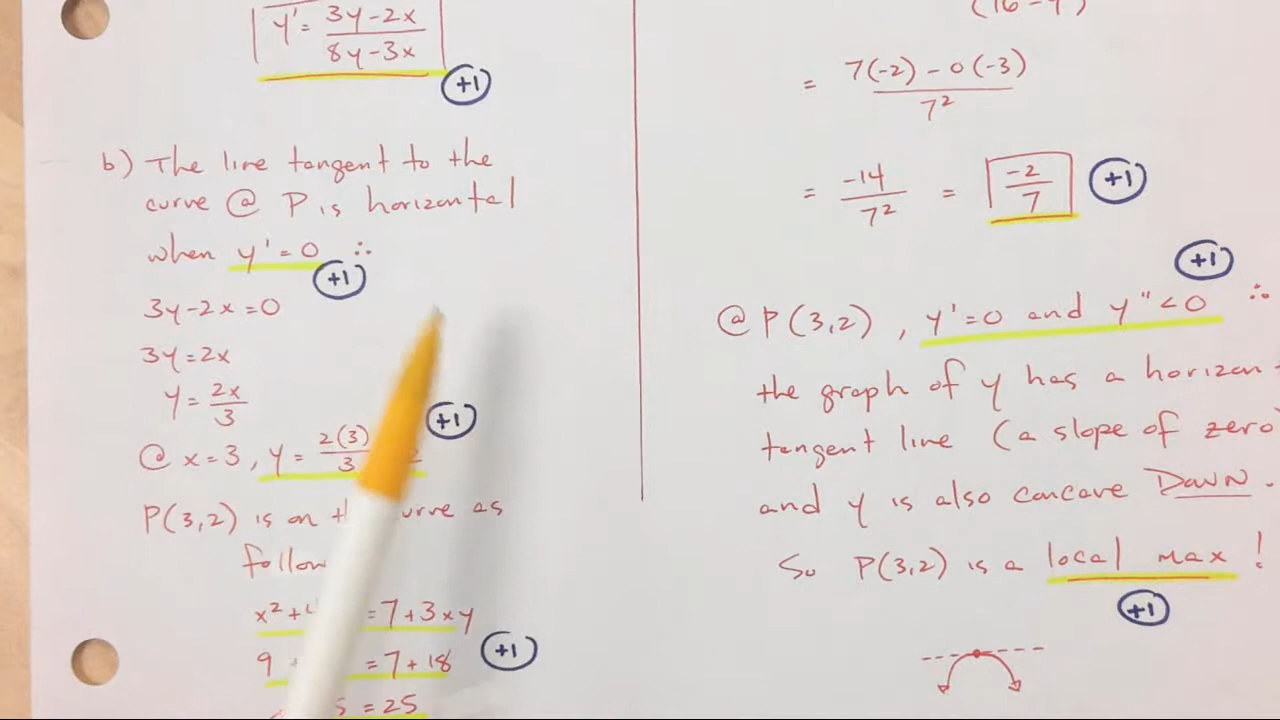 y' = 3y-2x / 8y-3x
+1
b) The line tangent to the
curve @ P is horizontal
when y' = 0 ∴
+1
3y-2x=0
3y=2x
y = 2x/3
@ x=3, y = 2(3)/3
+1
P(3,2) is on as
follow
x²+ =7+3xy
9 + =7+18
+1
=25
= 7(-2) - 0(-3) / 7²
= -14/7² = -2/7
+1
+1
@ P(3,2), y'=0 and y"<0 ∴
the graph of y has a
tangent line (a slope of zero)
and y is also concave DOWN.
So P(3,2) is a local max!
+1